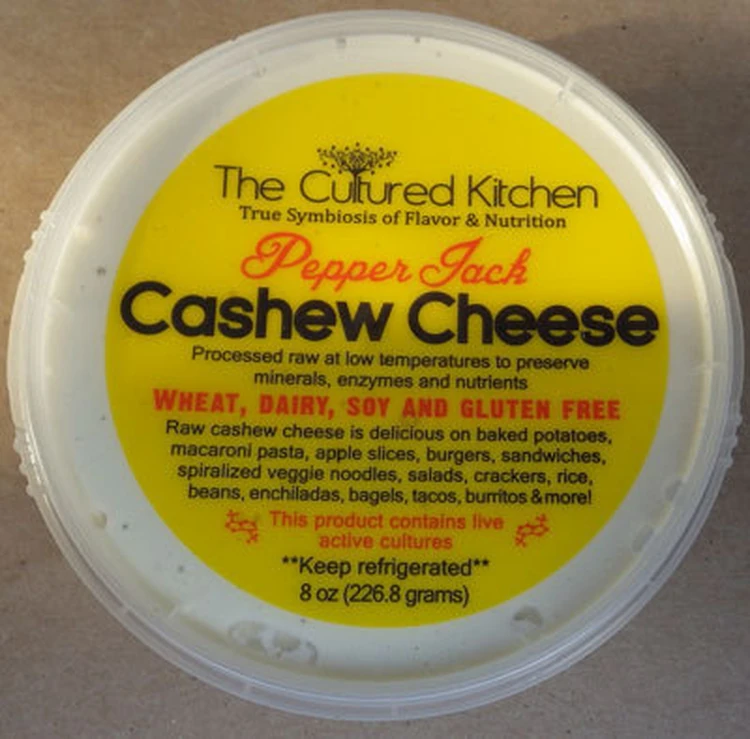 The Cultured Kitchen
True Symbiosis of Flavor & Nutrition
Pepper Jack
Cashew Cheese
Processed raw at low temperatures to preserve
minerals, enzymes and nutrients
WHEAT, DAIRY, SOY AND GLUTEN FREE
Raw cashew cheese is delicious on baked potatoes,
macaroni pasta, apple slices, burgers, sandwiches,
spiralized veggie noodles, salads, crackers, rice,
beans, enchiladas, bagels, tacos, burritos & more!
This product contains live
active cultures
**Keep refrigerated**
8 oz (226.8 grams)